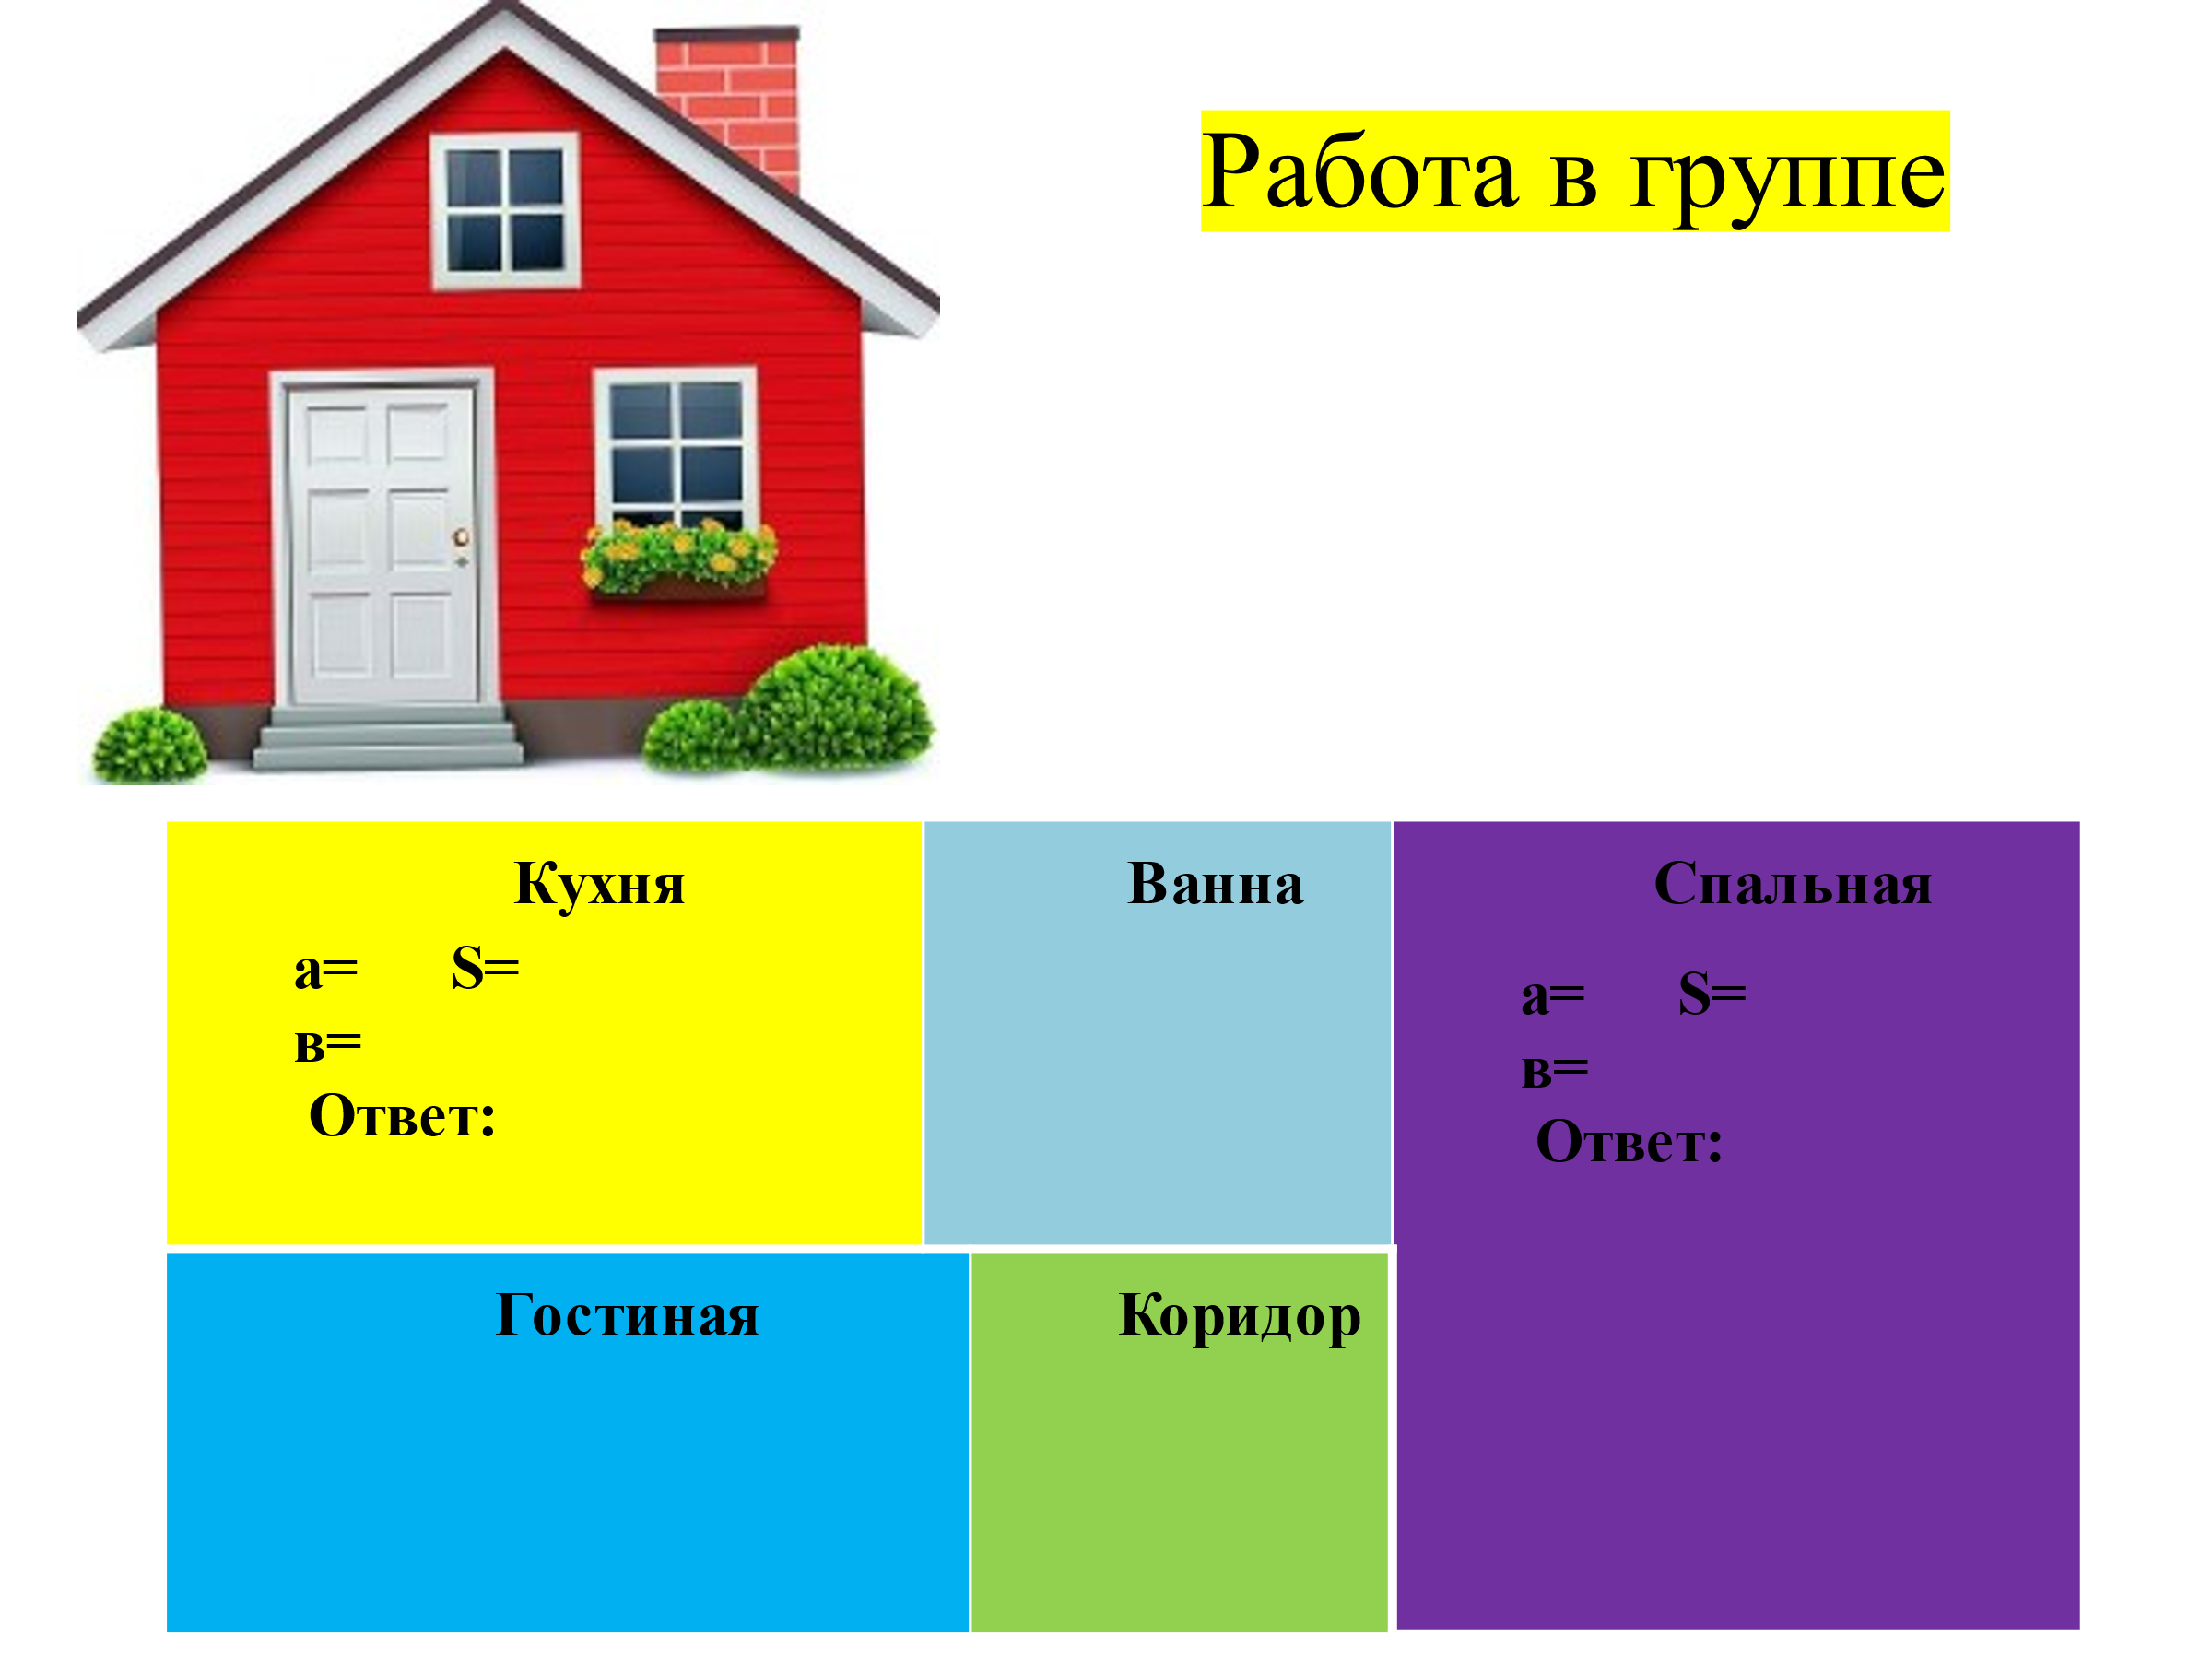 Работа в группе
Кухня
а= S=
в=
Ответ:
Ванна
Спальная
а= S=
в=
Ответ:
Гостиная
Коридор